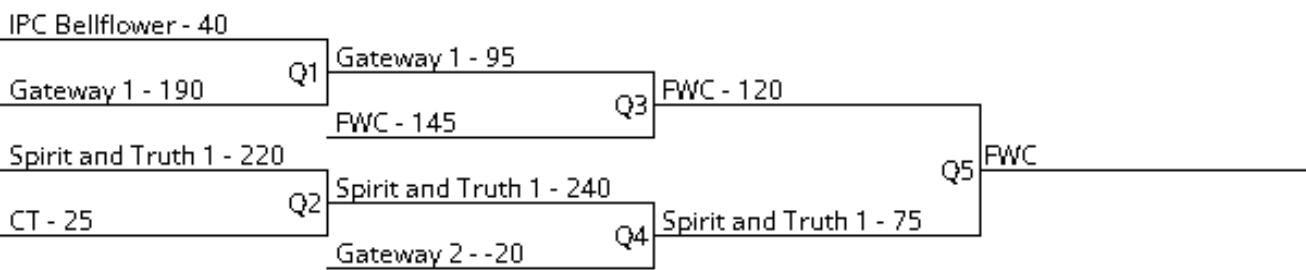 IPC Bellflower - 40
Gateway 1 - 95
Q1
Gateway 1 - 190
FWC - 120
Q3
FWC - 145
Spirit and Truth 1 - 220
FWC
Q5
Spirit and Truth 1 - 240
Q2
CT - 25
Spirit and Truth 1 - 75
Q4
Gateway 2 - -20